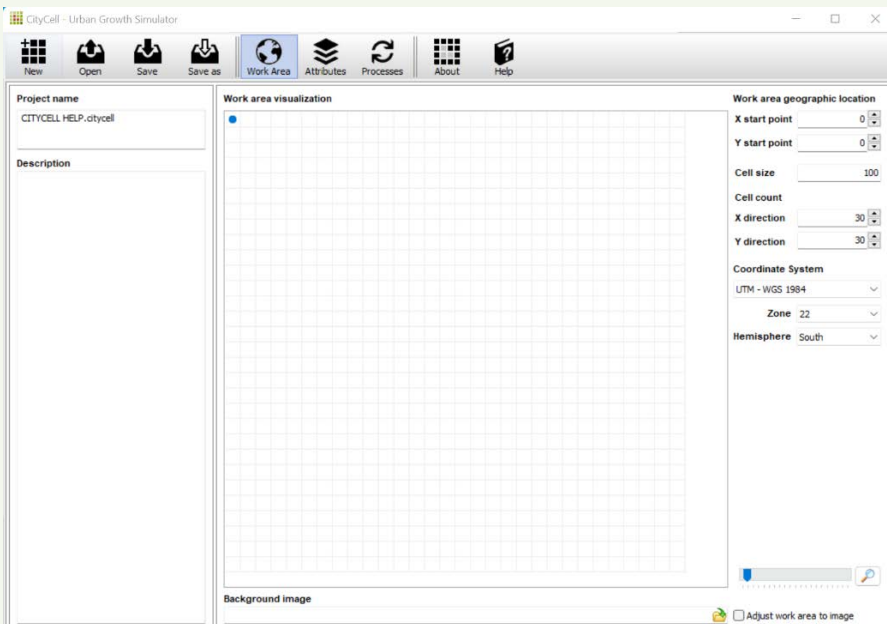 CityCell - Urban Growth Simulator
New Open Save Save as Work Area Attributes Processes About Help
Project name
CITYCELL HELP.citycell
Description
Work area visualization
Background image
Work area geographic location
X start point 0
Y start point 0
Cell size 100
Cell count
X direction 30
Y direction 30
Coordinate System
UTM - WGS 1984
Zone 22
Hemisphere South
Adjust work area to image